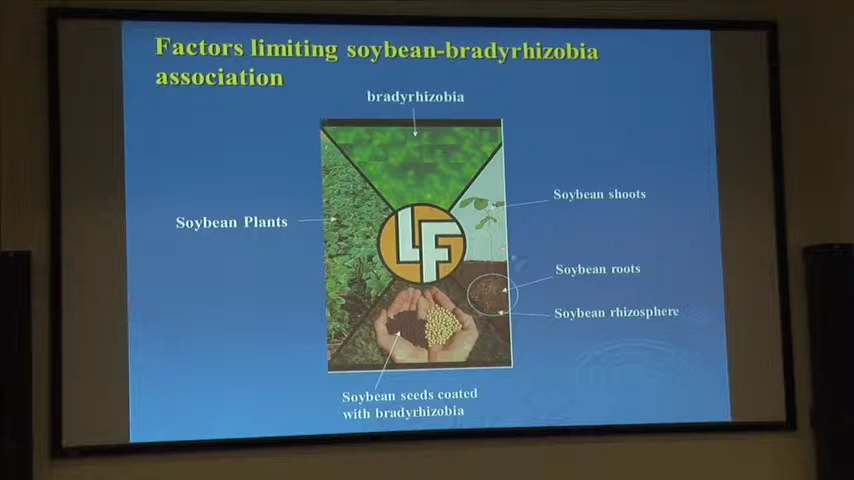 Factors limiting soybean-bradyrhizobia
association
bradyrhizobia
Soybean shoots
Soybean Plants
LF
Soybean roots
Soybean rhizosphere
Soybean seeds coated
with bradyrhizobia